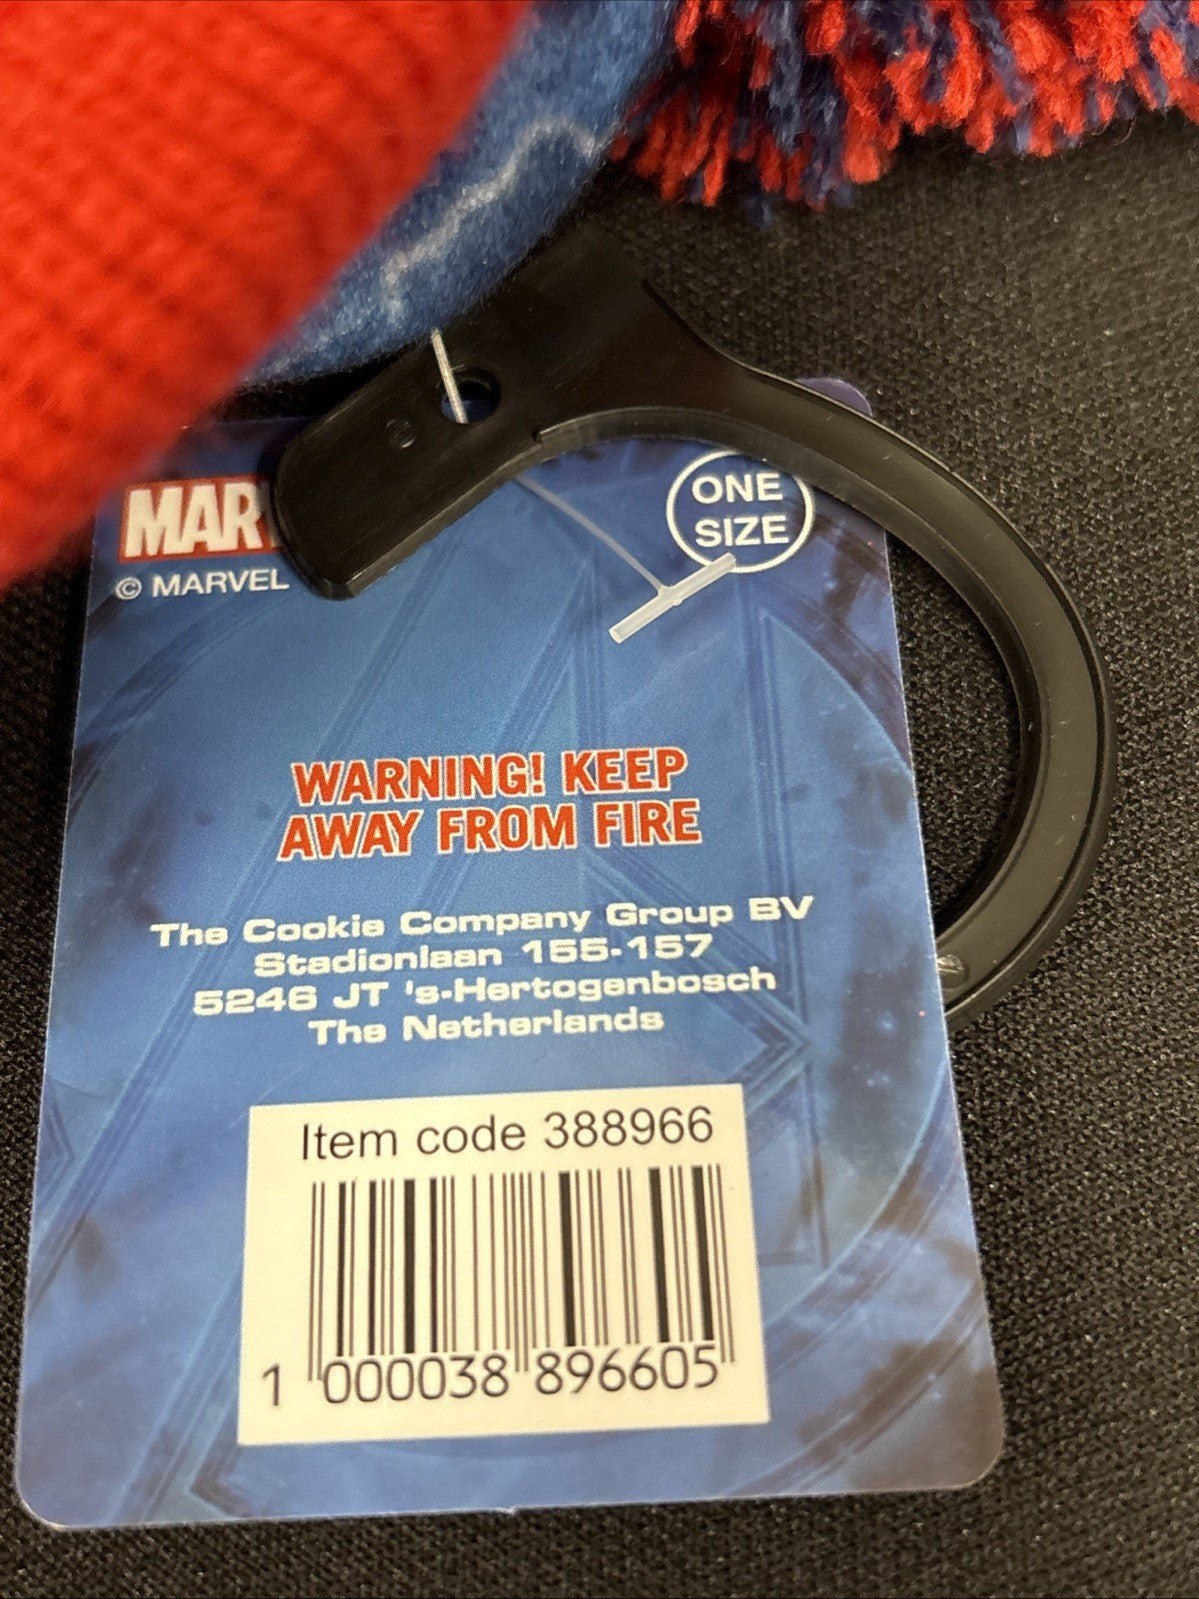 MAR
© MARVEL
ONE
SIZE
WARNING! KEEP
AWAY FROM FIRE
The Cookie Company Group BV
Stadionlaan 155-157
5246 JT 's-Hertogenbosch
The Netherlands
Item code 388966
1 000038 896605